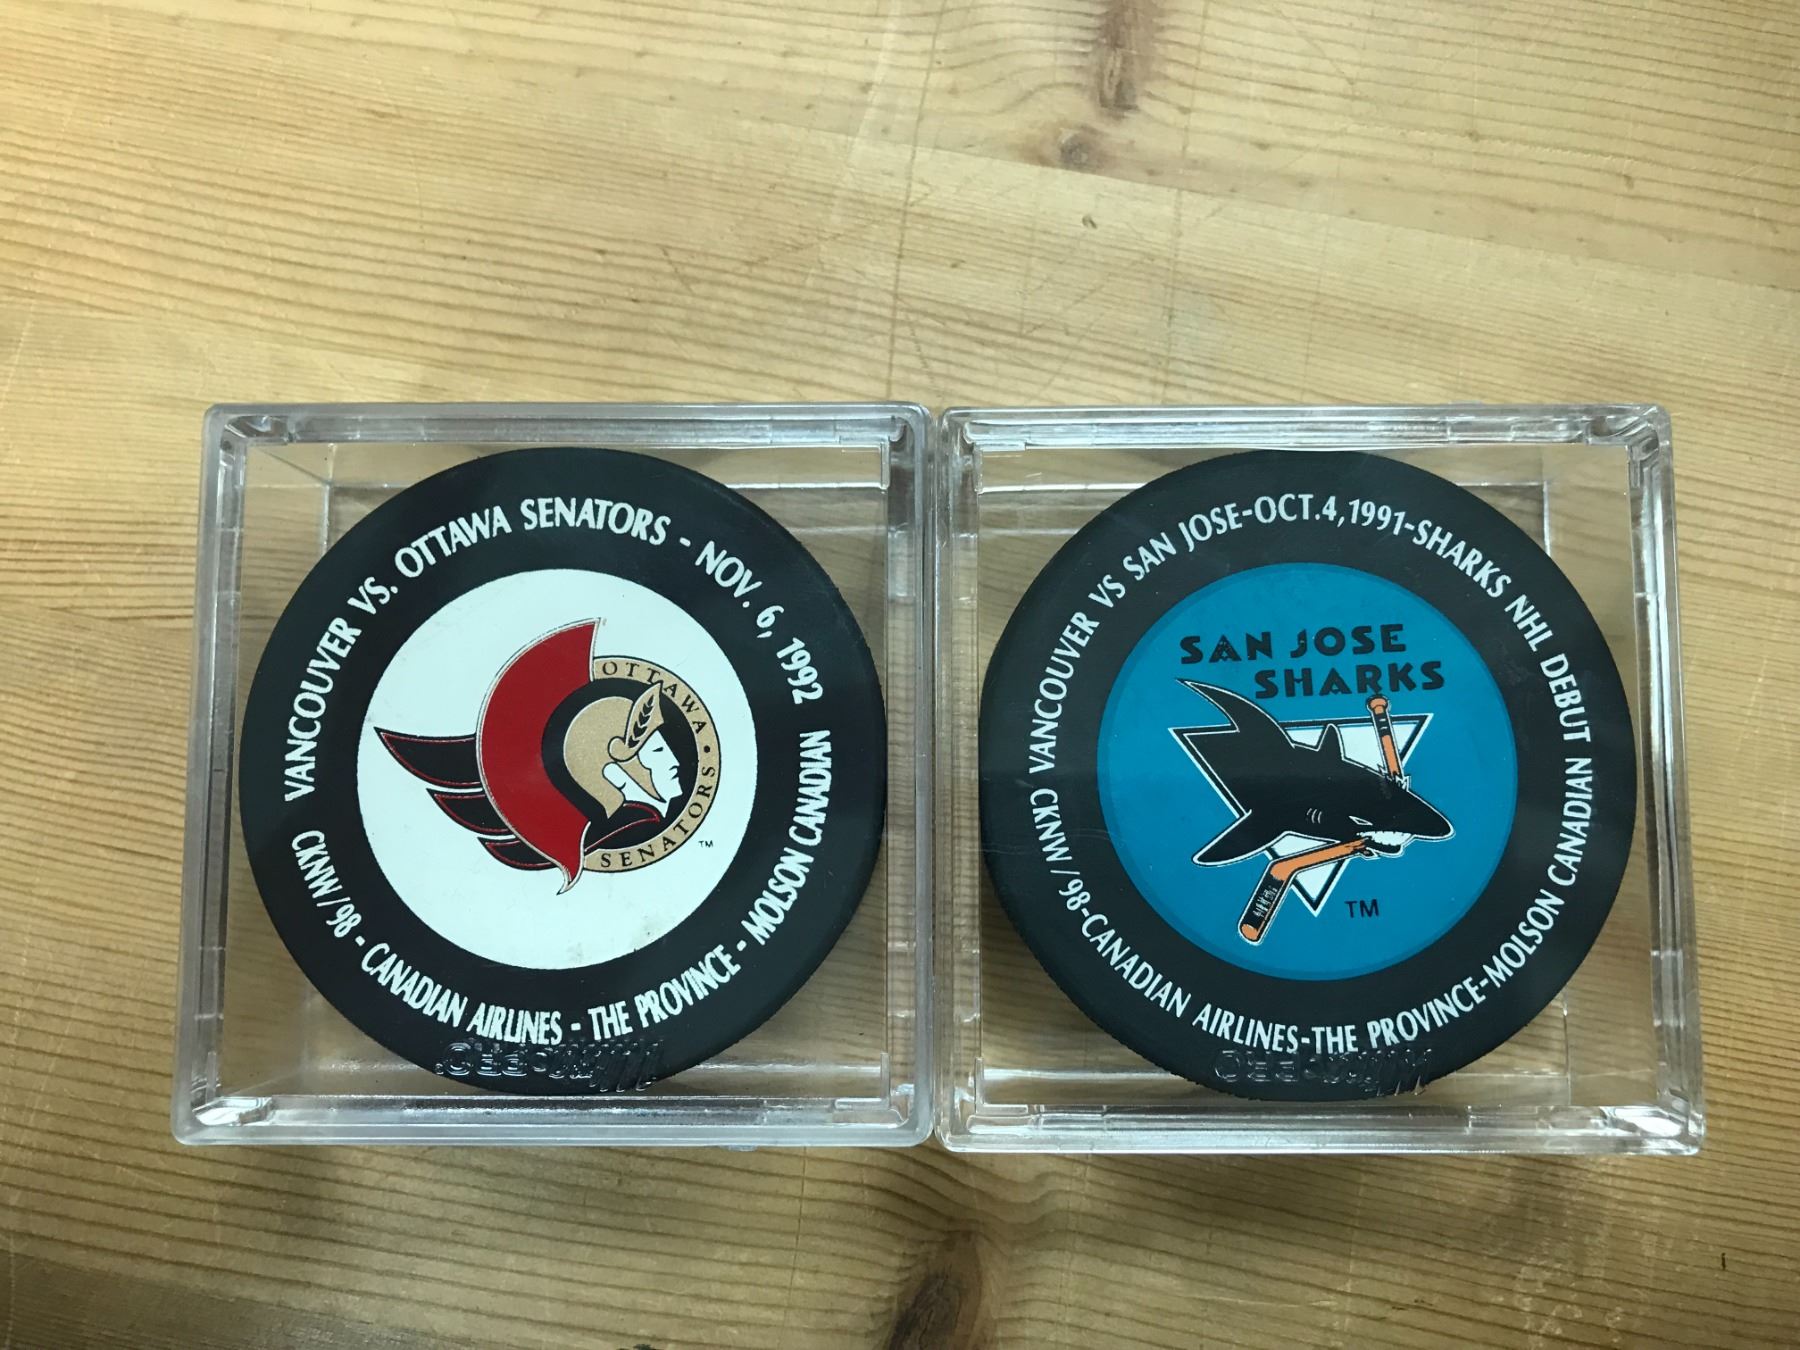 VANCOUVER VS. OTTAWA SENATORS - NOV. 6, 1992
CKNW/98 - CANADIAN AIRLINES - THE PROVINCE - MOLSON CANADIAN
OTTAWA • SENATORS
TM
VANCOUVER VS SAN JOSE-OCT.4,1991-SHARKS NHL DEBUT
CKNW/98-CANADIAN AIRLINES-THE PROVINCE-MOLSON CANADIAN
SAN JOSE
SHARKS
TM